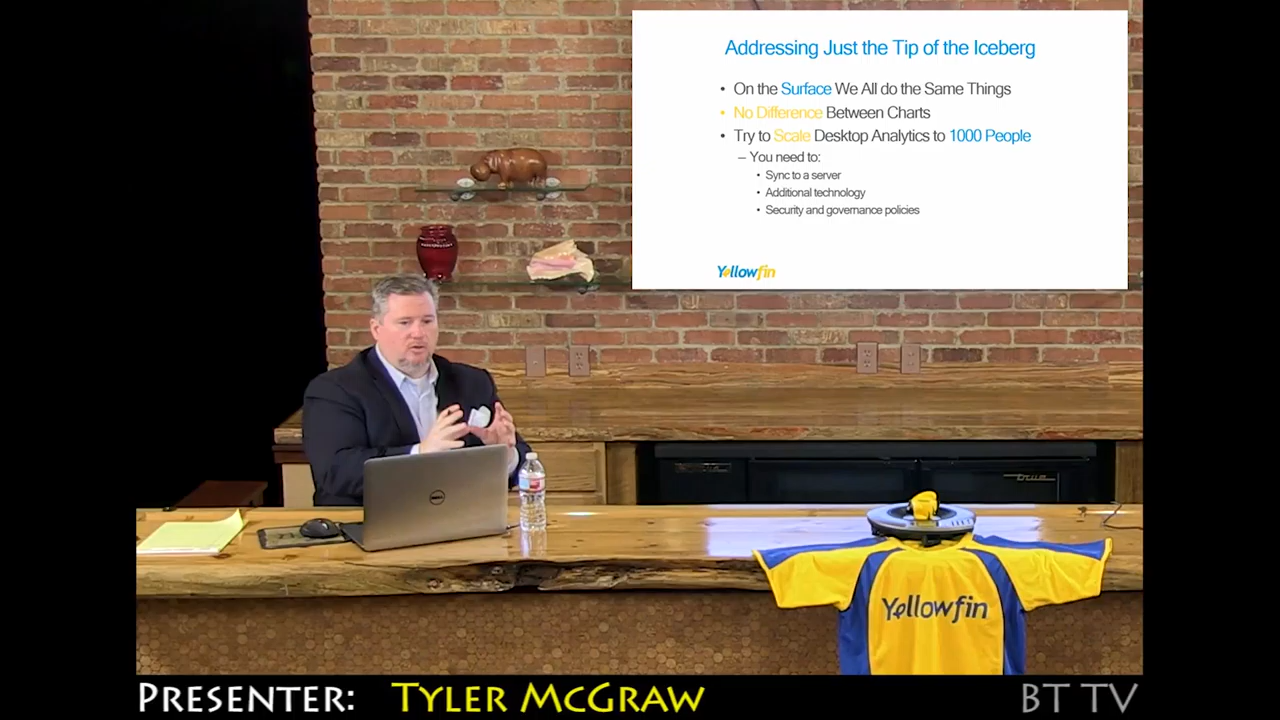 Addressing Just the Tip of the Iceberg
• On the Surface We All do the Same Things
• No Difference Between Charts
• Try to Scale Desktop Analytics to 1000 People
– You need to:
• Sync to a server
• Additional technology
• Security and governance policies
Yellowfin
DELL
true
Yellowfin
Presenter: Tyler McGraw
BT TV